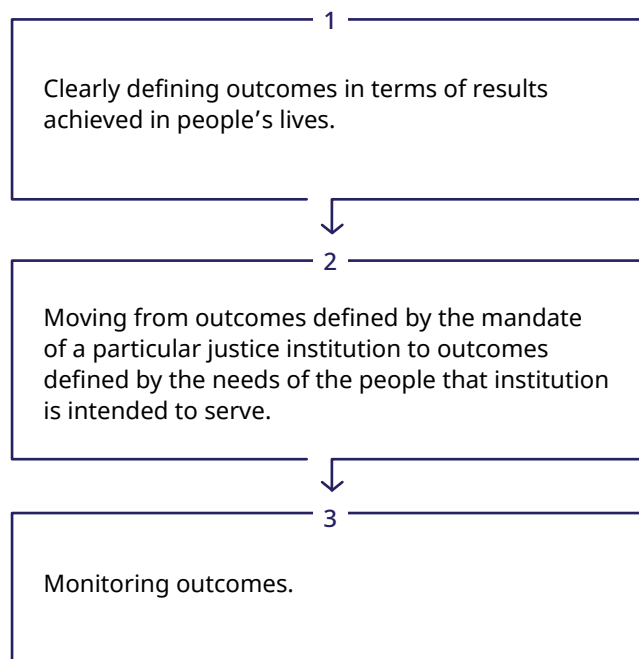 1
Clearly defining outcomes in terms of results
achieved in people’s lives.
2
Moving from outcomes defined by the mandate
of a particular justice institution to outcomes
defined by the needs of the people that institution
is intended to serve.
3
Monitoring outcomes.